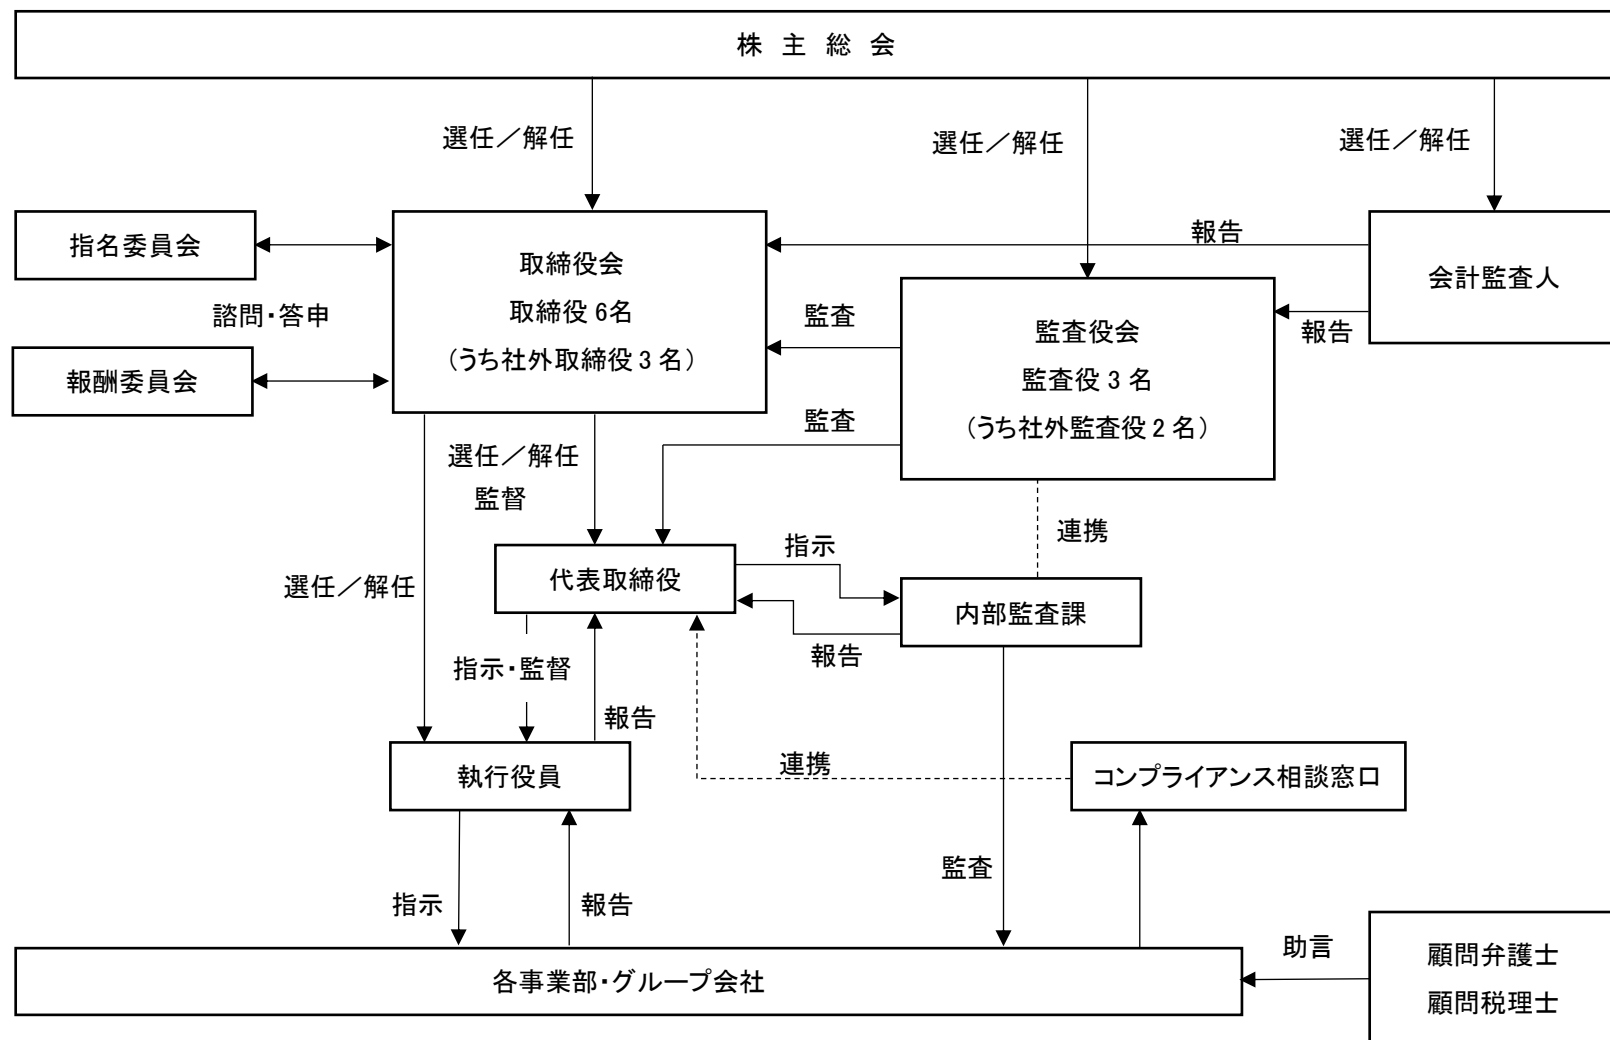 株主総会
選任／解任
選任／解任
選任／解任
指名委員会
諮問・答申
報酬委員会
取締役会
取締役6名
（うち社外取締役3名）
報告
会計監査人
報告
監査
監査役会
監査役3名
（うち社外監査役2名）
監査
選任／解任
監督
連携
選任／解任
代表取締役
指示
報告
内部監査課
指示・監督
報告
執行役員
連携
コンプライアンス相談窓口
監査
指示
報告
各事業部・グループ会社
助言
顧問弁護士
顧問税理士